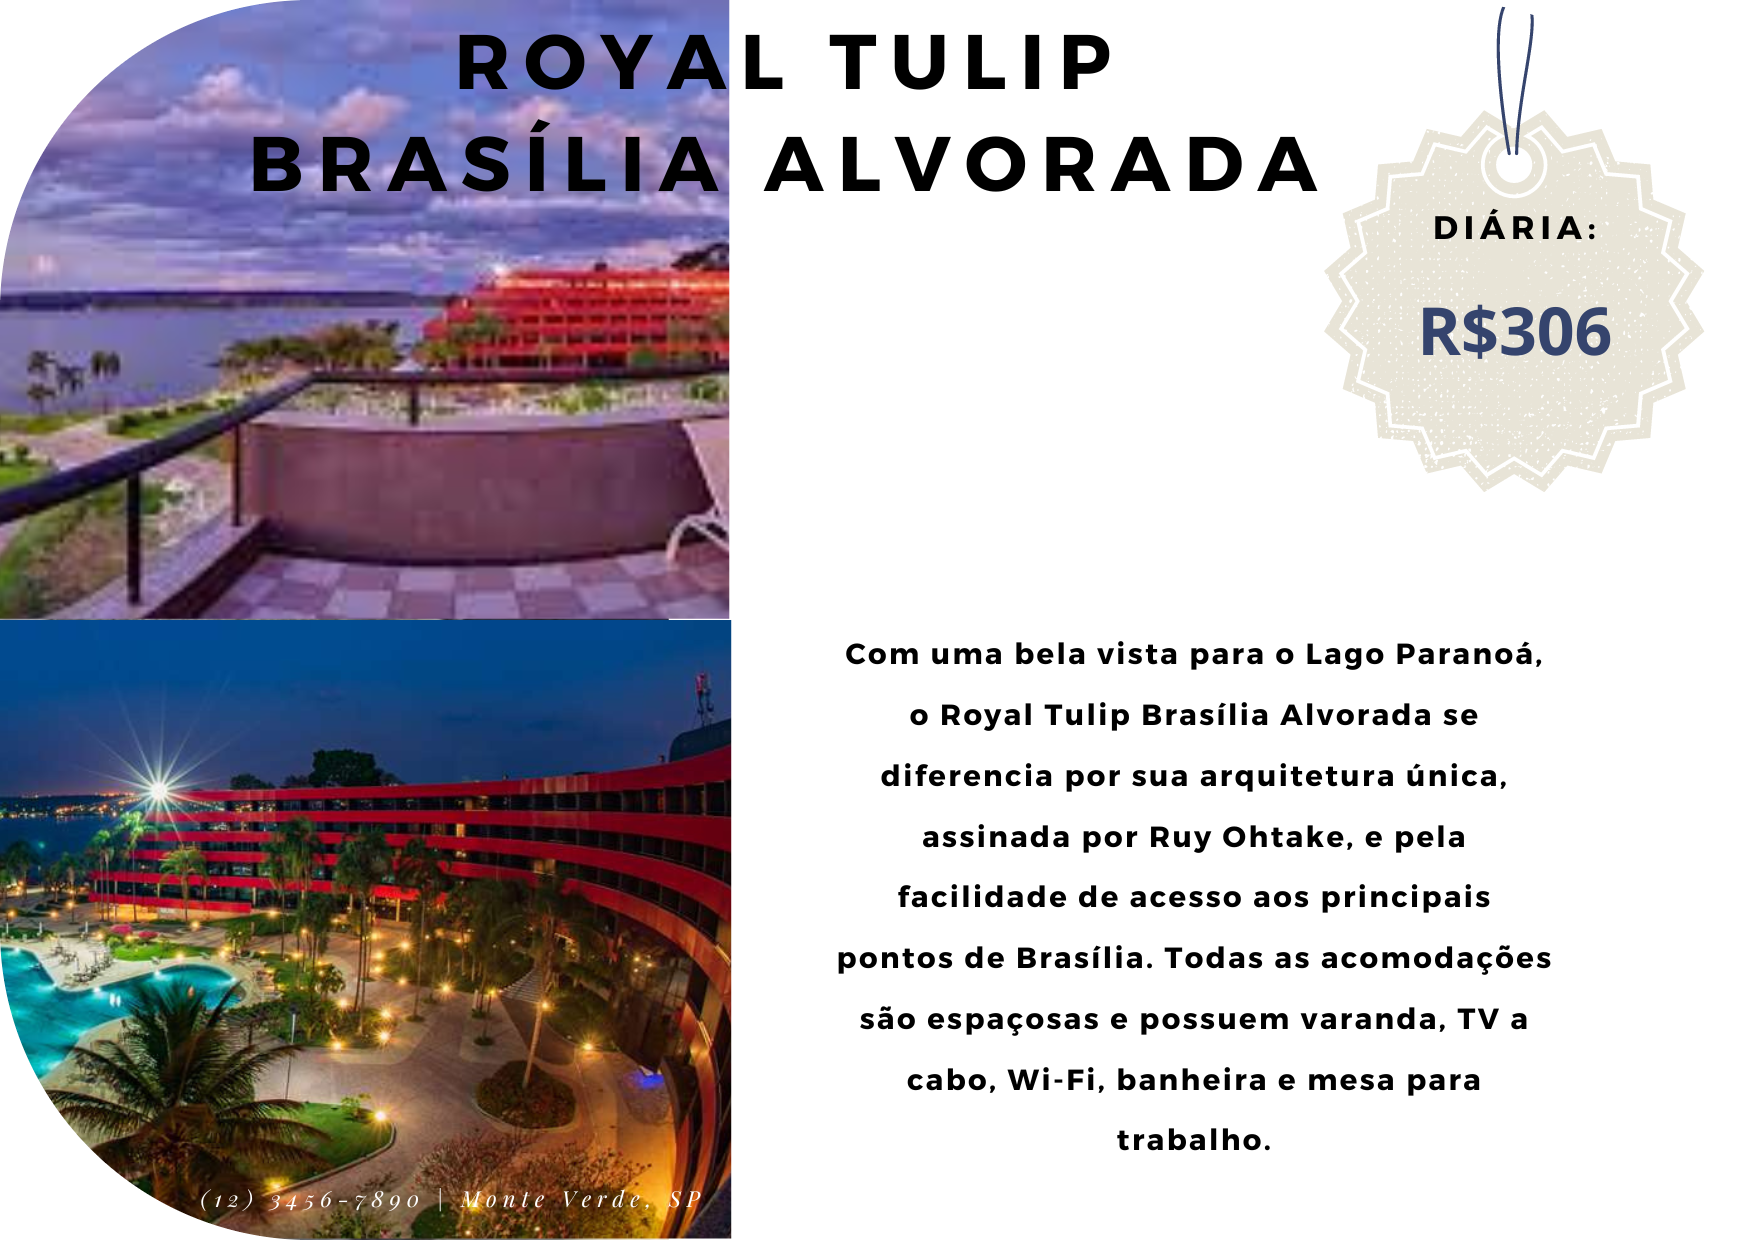 ROYAL TULIP
BRASÍLIA ALVORADA
DIÁRIA:
R$306
Com uma bela vista para o Lago Paranoá,
o Royal Tulip Brasília Alvorada se
diferencia por sua arquitetura única,
assinada por Ruy Ohtake, e pela
facilidade de acesso aos principais
pontos de Brasília. Todas as acomodações
são espaçosas e possuem varanda, TV a
cabo, Wi-Fi, banheira e mesa para
trabalho.
(12) 3456-7890 | Monte Verde, SP